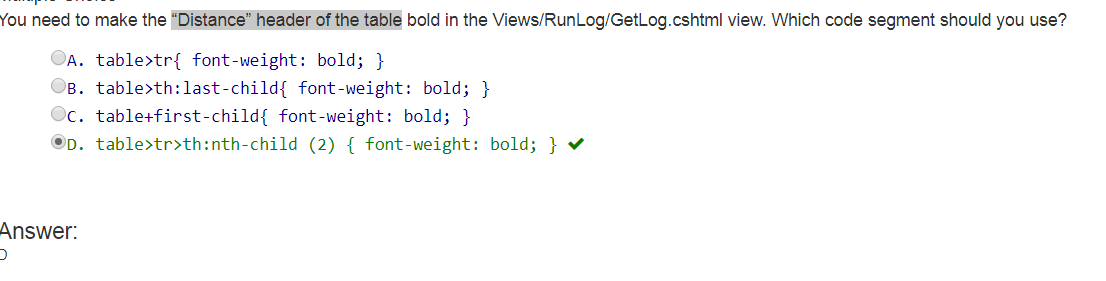 You need to make the “Distance” header of the table bold in the Views/RunLog/GetLog.cshtml view. Which code segment should you use?
A. table>tr{ font-weight: bold; }
B. table>th:last-child{ font-weight: bold; }
C. table+first-child{ font-weight: bold; }
D. table>tr>th:nth-child (2) { font-weight: bold; } ✔
Answer:
D